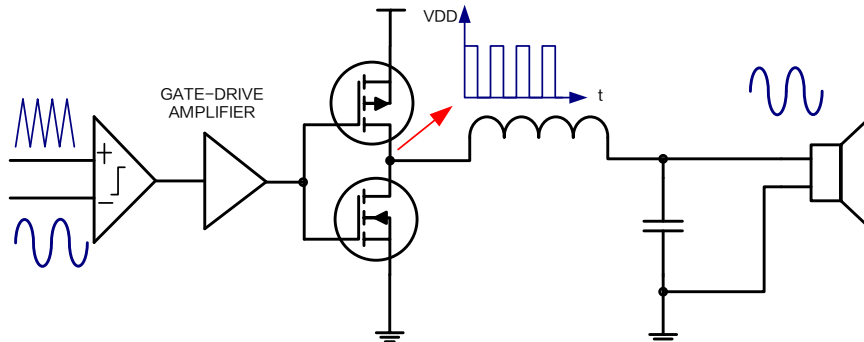 VDD
GATE–DRIVE
AMPLIFIER
t
+
−